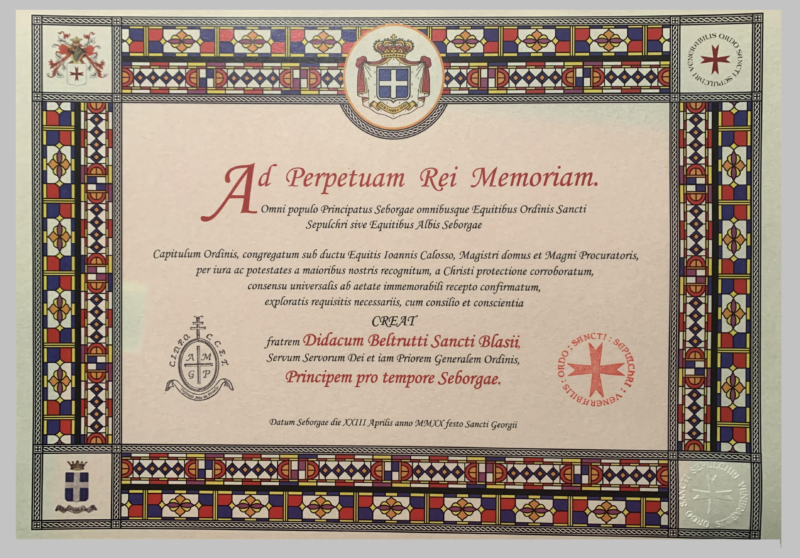 VENERABILIS ORDO SANCTI SEPULCHRI
Ad Perpetuam Rei Memoriam.
Omni populo Principatus Seborgae omnibusque Equitibus Ordinis Sancti
Sepulchri sive Equitibus Albis Seborgae
Capitulum Ordinis, congregatum sub ductu Equitis Ioannis Calosso, Magistri domus et Magni Procuratoris,
per iura ac potestates a maioribus nostris recognitum, a Christi protectione corroboratum,
consensu universalis ab aetate immemorabili recepto confirmatum,
exploratis requisitis necessariis, cum consilio et conscientia
CREAT
fratrem Didacum Beltrutti Sancti Blasii,
Servum Servorum Dei et iam Priorem Generalem Ordinis,
Principem pro tempore Seborgae.
A M
G P
ORDO : SANCTI : SEPULCHRI : VENERABILIS :
Datum Seborgae die XXIII Aprilis anno MMXX festo Sancti Georgii